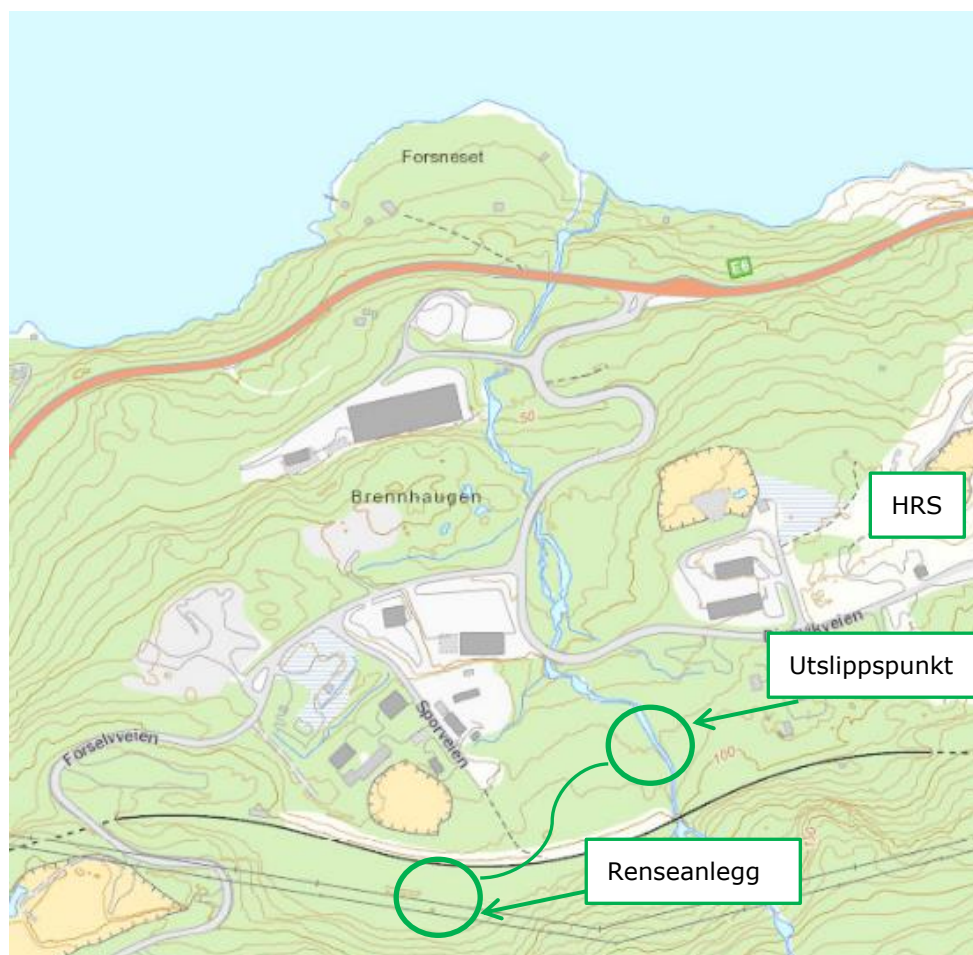 Forsneset
E6
50
Brennhaugen
HRS
Utslippspunkt
Sporveien
Forselvveien
100
Renseanlegg